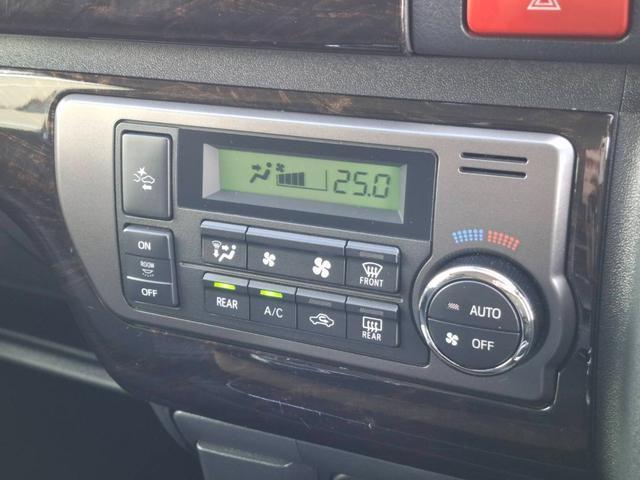 25.0
ON
ROOM
OFF
FRONT
REAR
A/C
REAR
AUTO
OFF